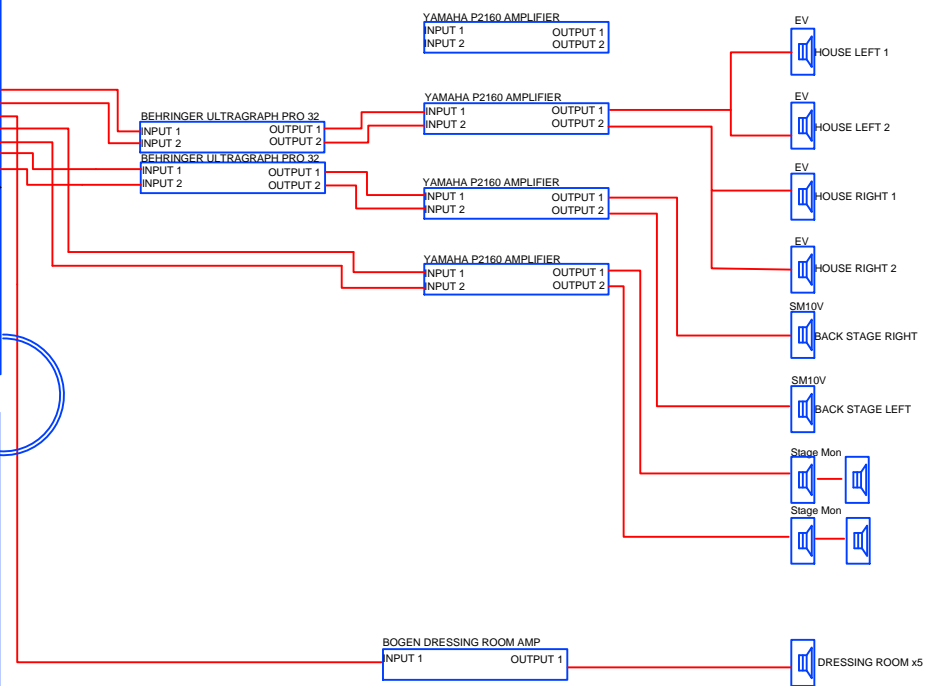 YAMAHA P2160 AMPLIFIER
INPUT 1 OUTPUT 1
INPUT 2 OUTPUT 2
EV
HOUSE LEFT 1
BEHRINGER ULTRAGRAPH PRO 32
INPUT 1 OUTPUT 1
INPUT 2 OUTPUT 2
YAMAHA P2160 AMPLIFIER
INPUT 1 OUTPUT 1
INPUT 2 OUTPUT 2
EV
HOUSE LEFT 2
BEHRINGER ULTRAGRAPH PRO 32
INPUT 1 OUTPUT 1
INPUT 2 OUTPUT 2
YAMAHA P2160 AMPLIFIER
INPUT 1 OUTPUT 1
INPUT 2 OUTPUT 2
EV
HOUSE RIGHT 1
YAMAHA P2160 AMPLIFIER
INPUT 1 OUTPUT 1
INPUT 2 OUTPUT 2
EV
HOUSE RIGHT 2
SM10V
BACK STAGE RIGHT
SM10V
BACK STAGE LEFT
Stage Mon
Stage Mon
BOGEN DRESSING ROOM AMP
INPUT 1 OUTPUT 1
DRESSING ROOM x5